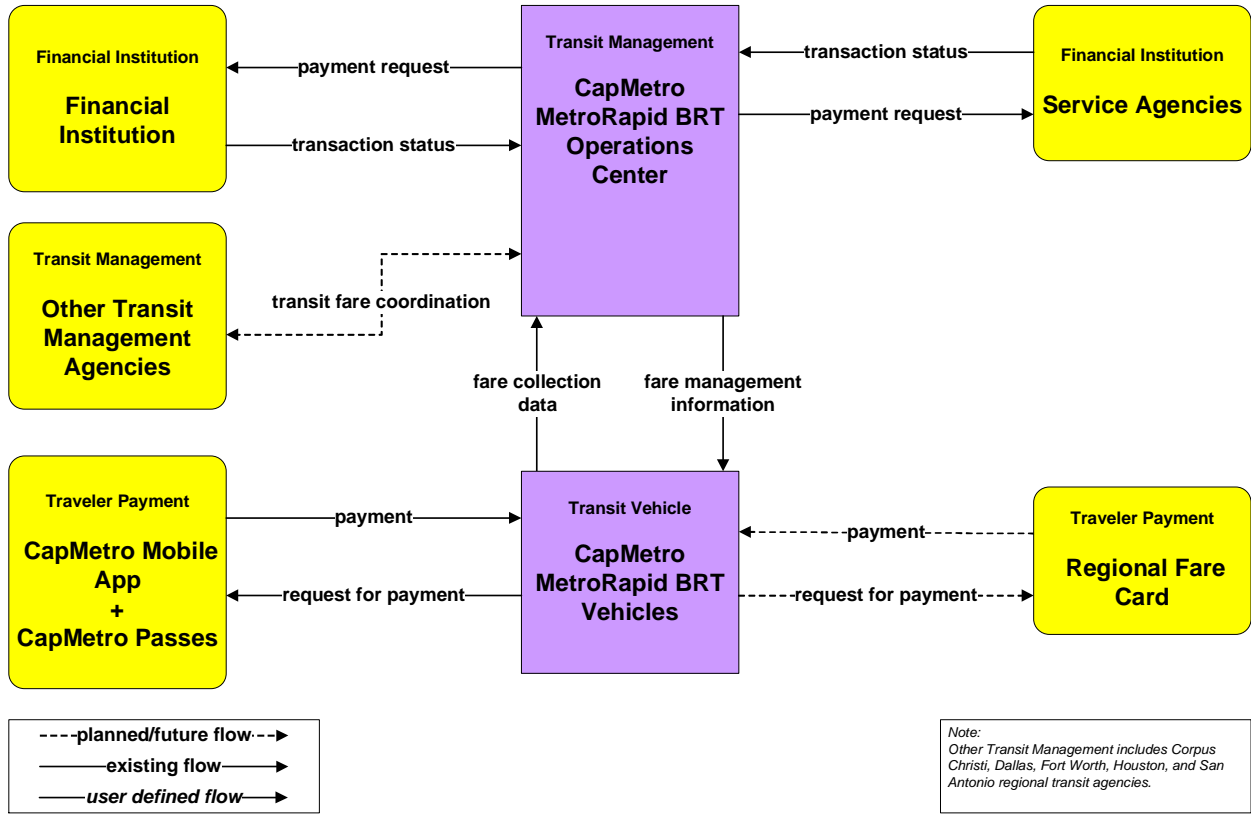 Financial Institution
Financial
Institution
payment request
transaction status
Transit Management
CapMetro
MetroRapid BRT
Operations
Center
transaction status
payment request
Financial Institution
Service Agencies
Transit Management
Other Transit
Management
Agencies
transit fare coordination
fare collection
data
fare management
information
Traveler Payment
CapMetro Mobile
App
+
CapMetro Passes
payment
request for payment
Transit Vehicle
CapMetro
MetroRapid BRT
Vehicles
payment
request for payment
Traveler Payment
Regional Fare
Card
planned/future flow
existing flow
user defined flow
Note:
Other Transit Management includes Corpus
Christi, Dallas, Fort Worth, Houston, and San
Antonio regional transit agencies.